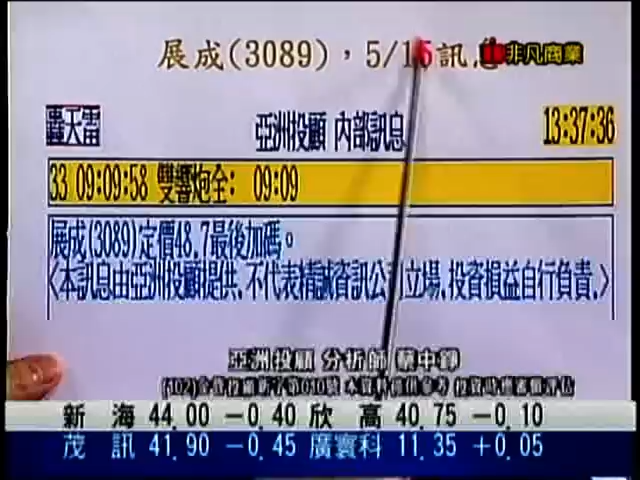 展成(3089)，5/15訊息
非凡商業
轟天雷 亞洲投顧 內部訊息 13:37:36
33 09:09:58 雙響炮全: 09:09
展成(3089)定價48.7最後加碼。
<本訊息由亞洲投顧提供,不代表精誠資訊公司立場,投資損益自行負責.>
亞洲投顧 分析師
新海 44.00 -0.40 欣高 40.75 -0.10
茂訊 41.90 -0.45 廣寰科 11.35 +0.05